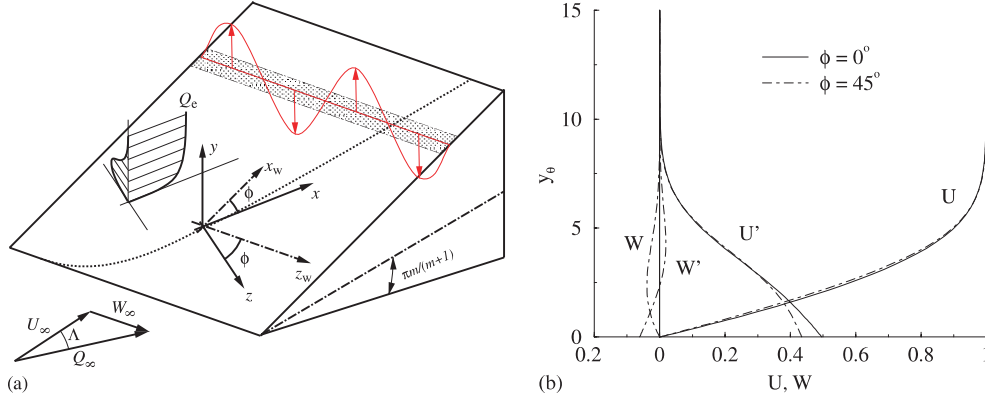 Q_e
y
x_w
ϕ
x
ϕ
z_w
z
πm/(m+1)
W_∞
U_∞
Λ
Q_∞
(a)
15
10
5
0
y_θ
ϕ = 0°
ϕ = 45°
U
U'
W
W'
0.2 0 0.2 0.4 0.6 0.8 1
U, W
(b)